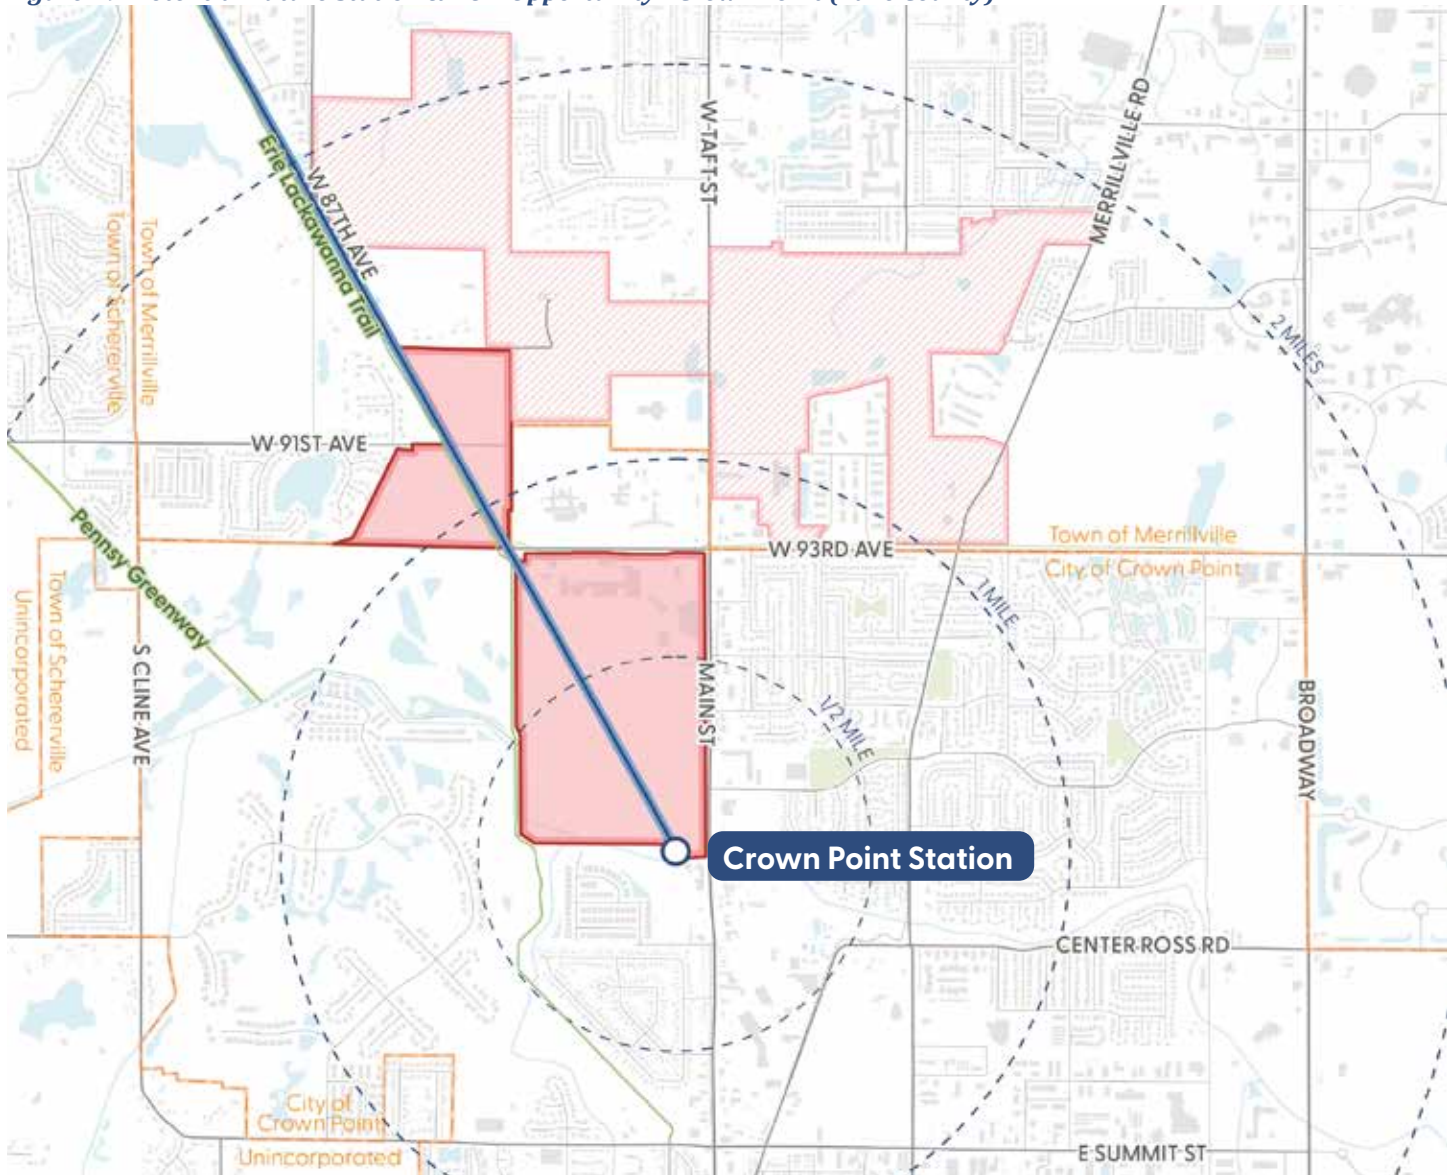 W 87TH AVE
Erie Lackawanna Trail
W TAFT ST
MERRILLVILLE RD
Town of Merrillville
Town of Schererville
2 MILES
W 91ST AVE
Pennsy Greenway
W 93RD AVE
Town of Merrillville
City of Crown Point
1 MILE
Town of Schererville
Unincorporated
S CLINE AVE
MAIN ST
1/2 MILE
BROADWAY
Crown Point Station
CENTER ROSS RD
City of
Crown Point
Unincorporated
E SUMMIT ST